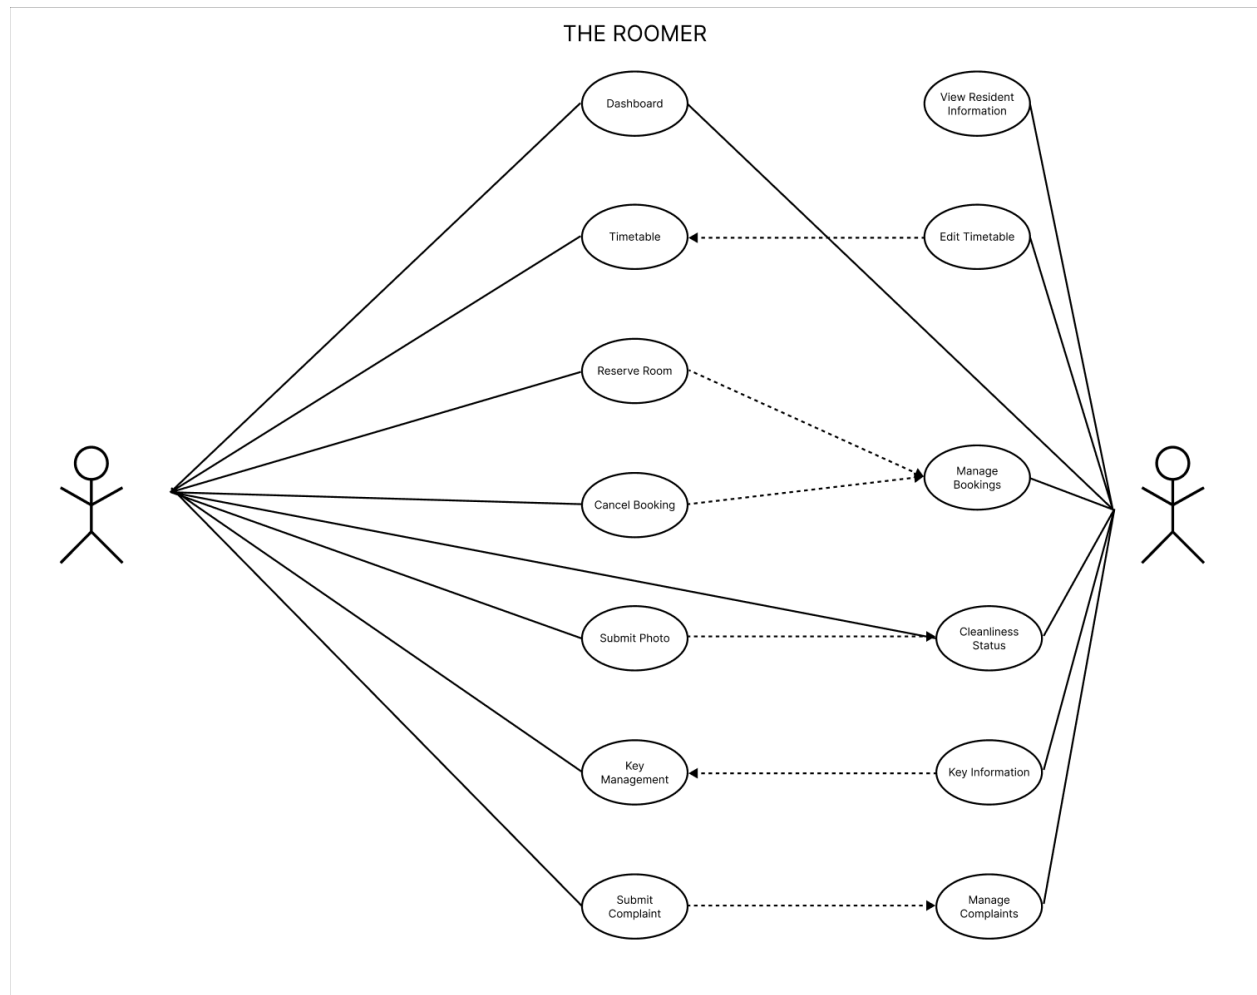 THE ROOMER
Dashboard
View Resident
Information
Timetable
Edit Timetable
Reserve Room
Manage
Bookings
Cancel Booking
Submit Photo
Cleanliness
Status
Key
Management
Key Information
Submit
Complaint
Manage
Complaints